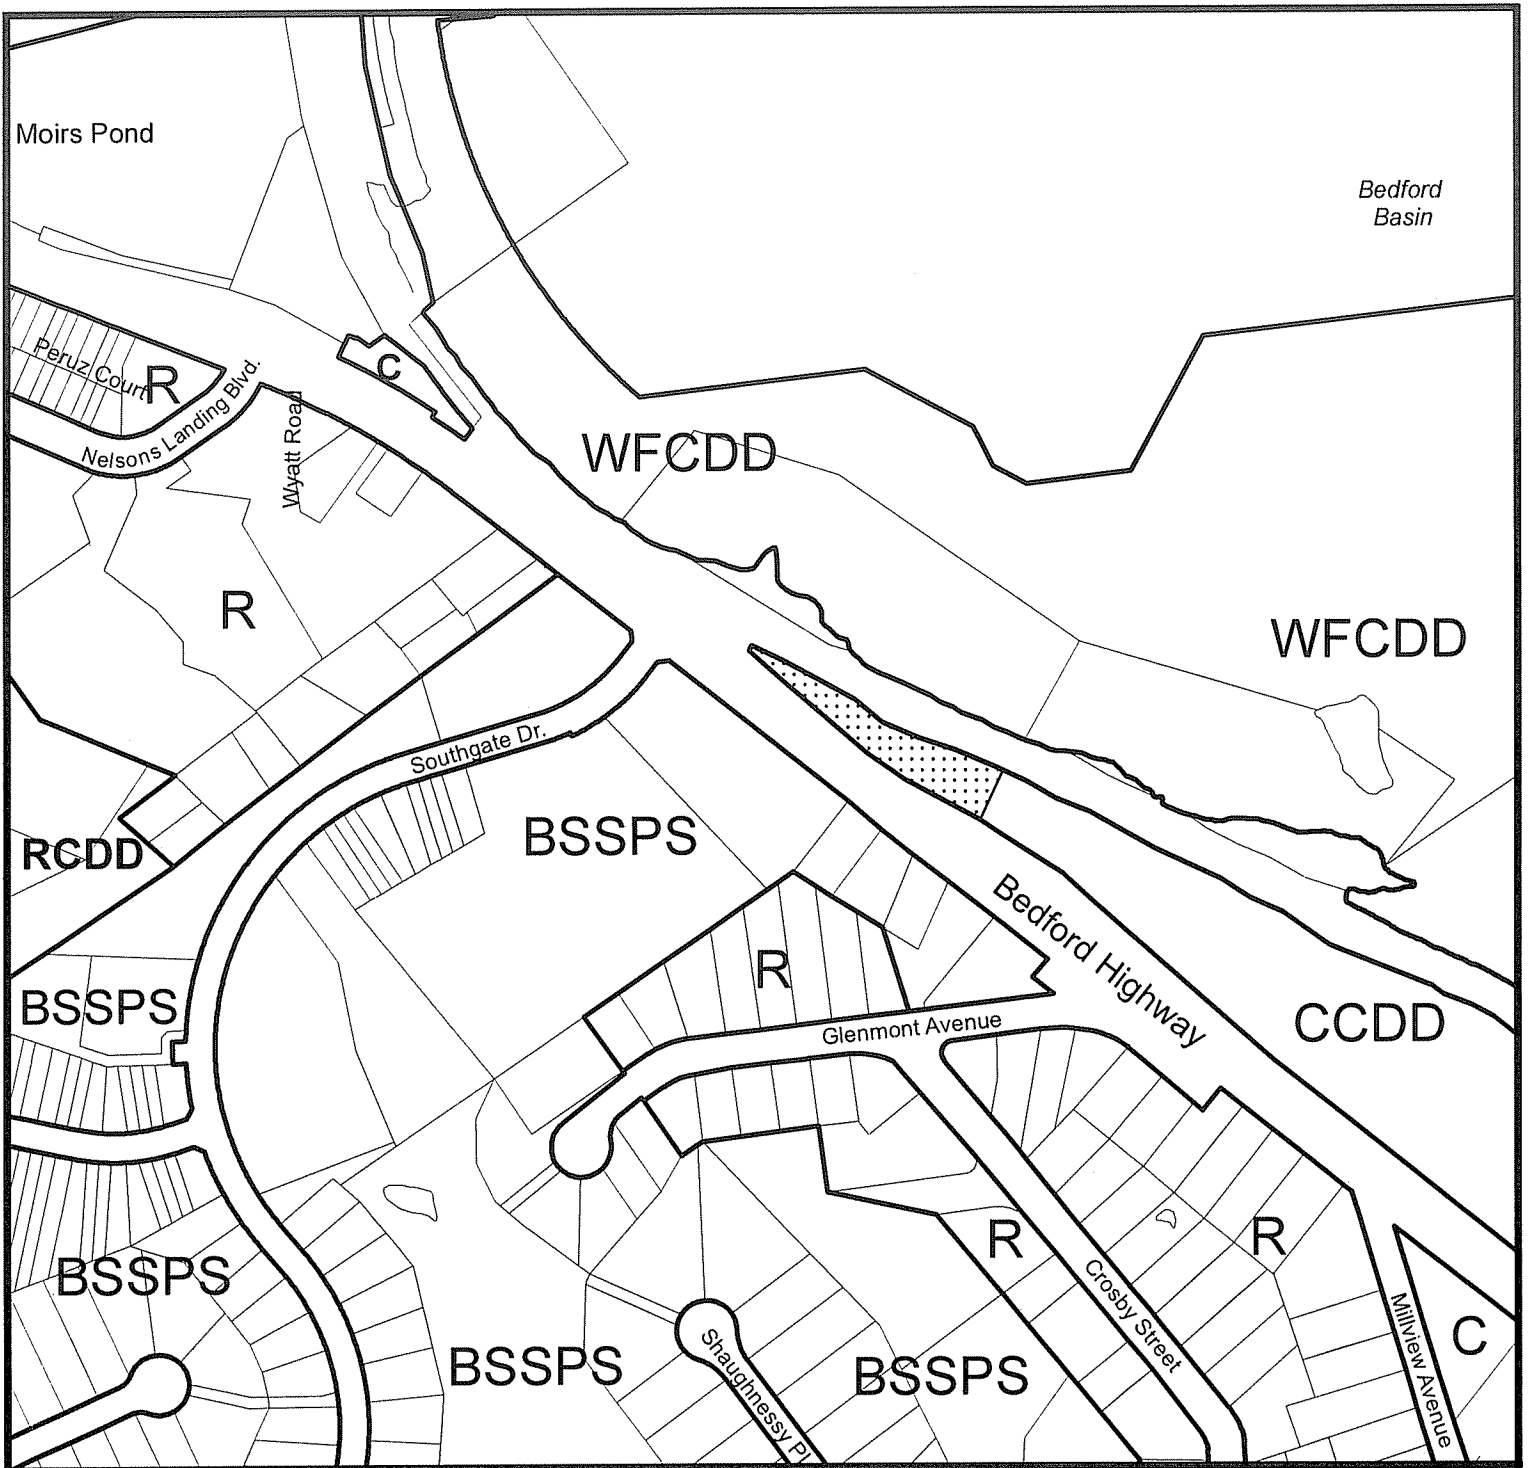 Moirs Pond
Bedford
Basin
Peruz Court
R
C
Nelsons Landing Blvd.
Wyatt Road
WFCDD
R
WFCDD
Southgate Dr.
BSSPS
RCDD
Bedford Highway
R
BSSPS
Glenmont Avenue
CCDD
R
R
BSSPS
Crosby Street
Millview Avenue
C
BSSPS
Shaughnessy Pl
BSSPS